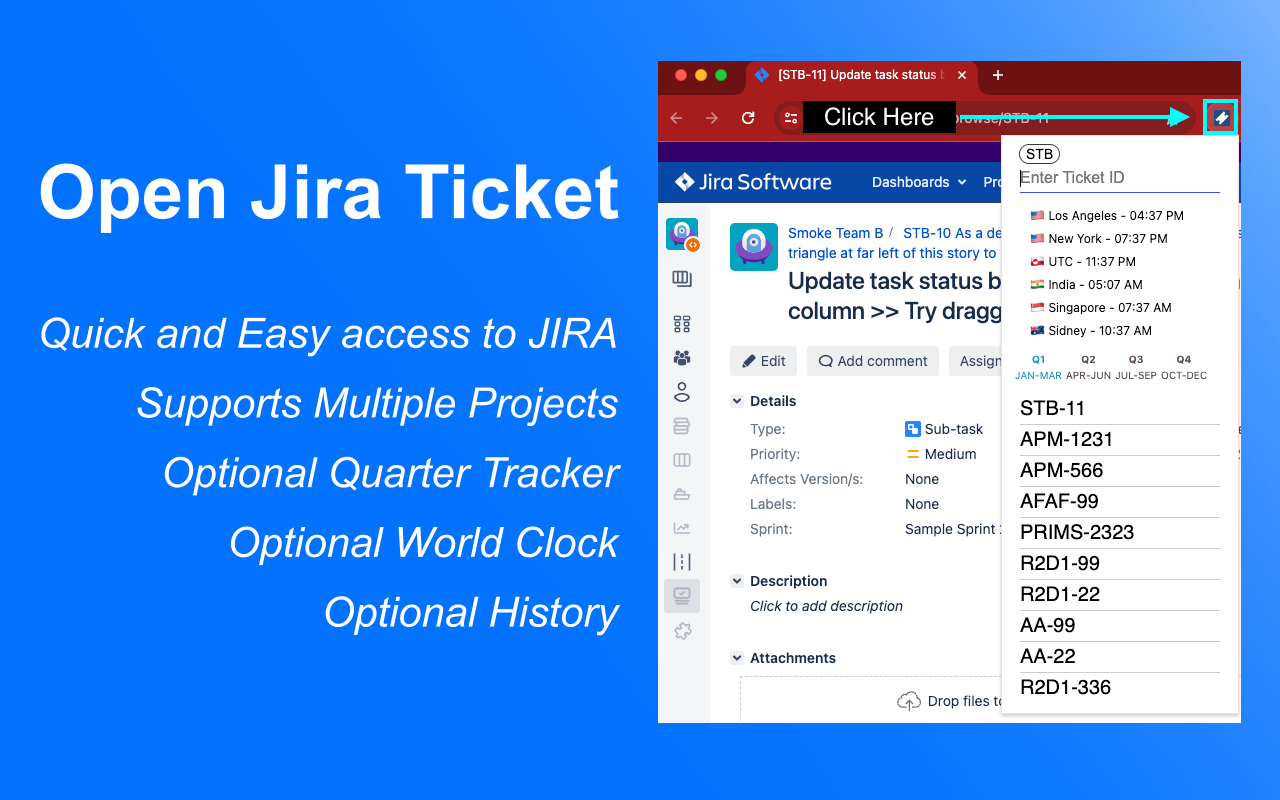 Open Jira Ticket
Quick and Easy access to JIRA
Supports Multiple Projects
Optional Quarter Tracker
Optional World Clock
Optional History
[STB-11] Update task status b
Click Here
browse/STB-11
Jira Software
Dashboards
Pro
Smoke Team B / STB-10 As a de
triangle at far left of this story to
Update task status b
column >> Try dragg
Edit
Add comment
Assign
Details
Type: Sub-task
Priority: Medium
Affects Version/s: None
Labels: None
Sprint: Sample Sprint
Description
Click to add description
Attachments
Drop files to
STB
Enter Ticket ID
Los Angeles - 04:37 PM
New York - 07:37 PM
UTC - 11:37 PM
India - 05:07 AM
Singapore - 07:37 AM
Sidney - 10:37 AM
Q1 Q2 Q3 Q4
JAN-MAR APR-JUN JUL-SEP OCT-DEC
STB-11
APM-1231
APM-566
AFAF-99
PRIMS-2323
R2D1-99
R2D1-22
AA-99
AA-22
R2D1-336